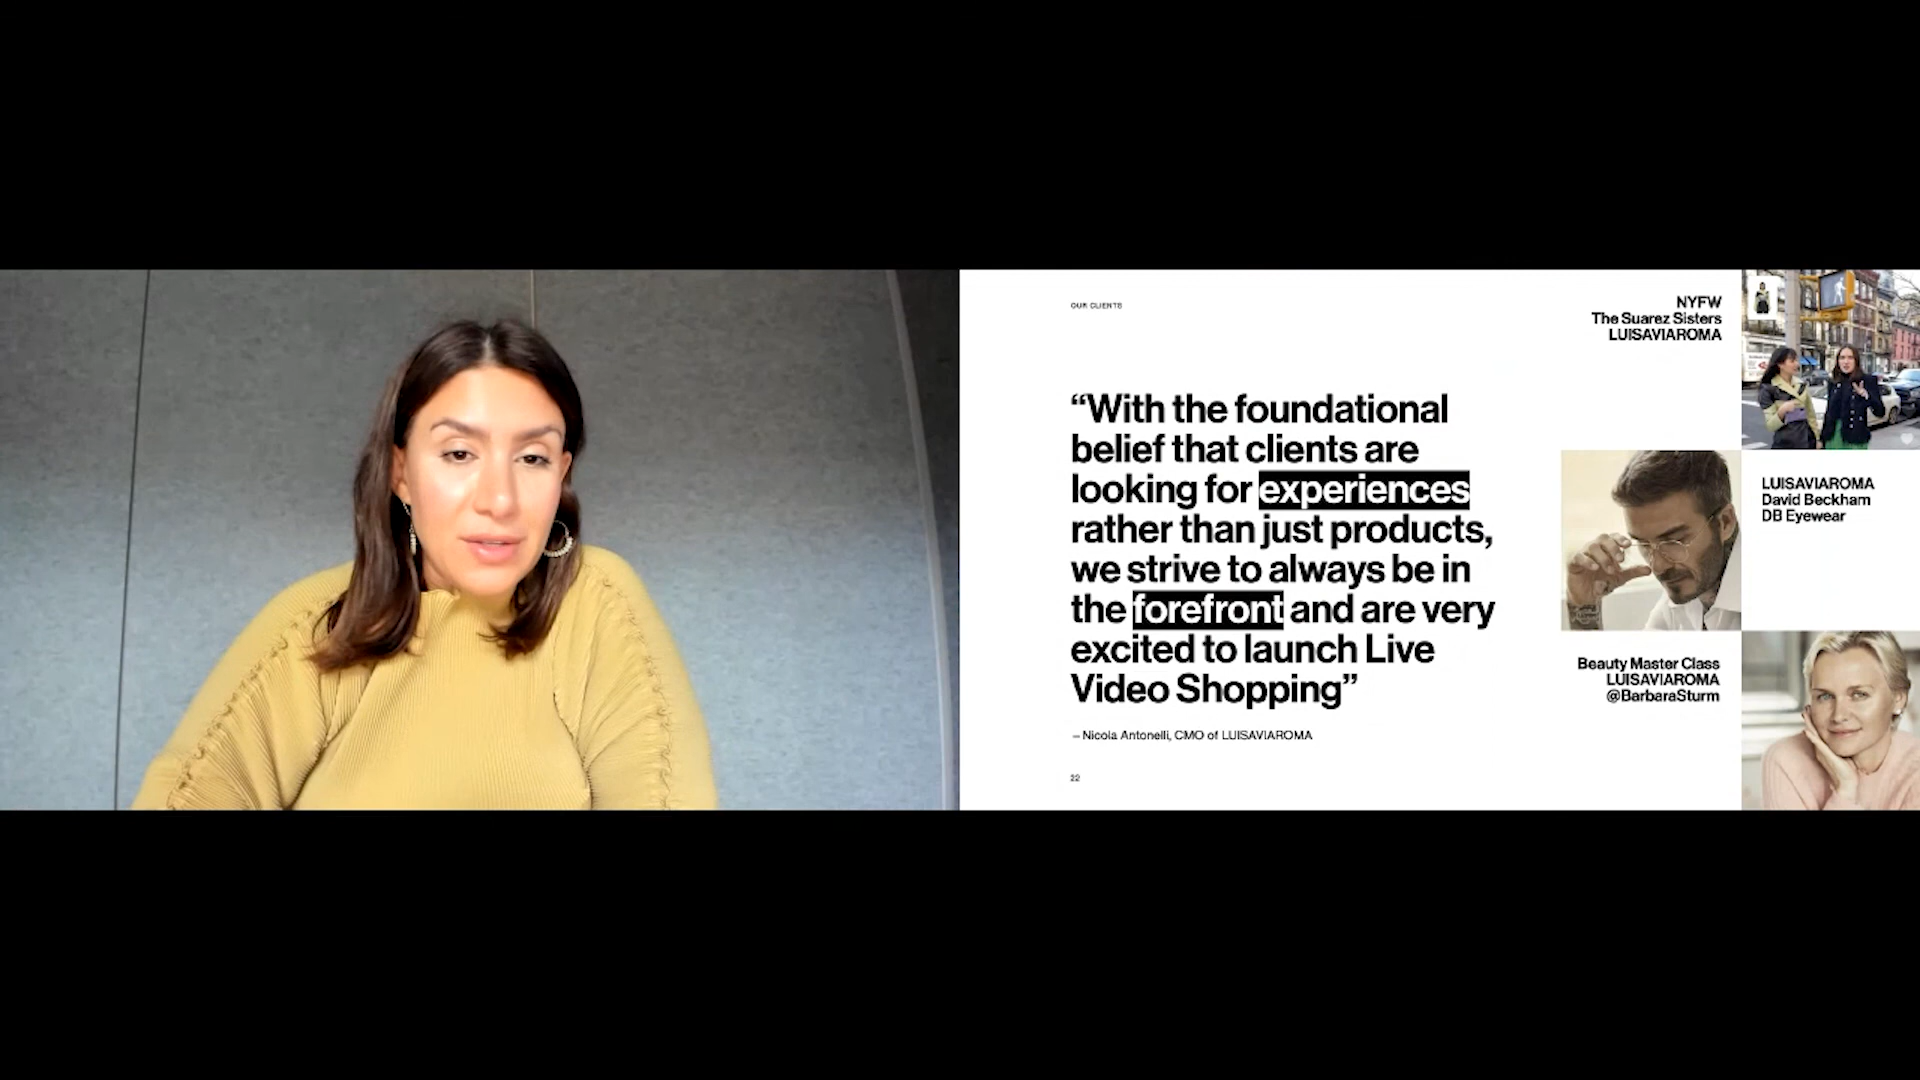 OUR CLIENTS
“With the foundational
belief that clients are
looking for experiences
rather than just products,
we strive to always be in
the forefront and are very
excited to launch Live
Video Shopping”
– Nicola Antonelli, CMO of LUISAVIAROMA
22
NYFW
The Suarez Sisters
LUISAVIAROMA
LUISAVIAROMA
David Beckham
DB Eyewear
Beauty Master Class
LUISAVIAROMA
@BarbaraSturm